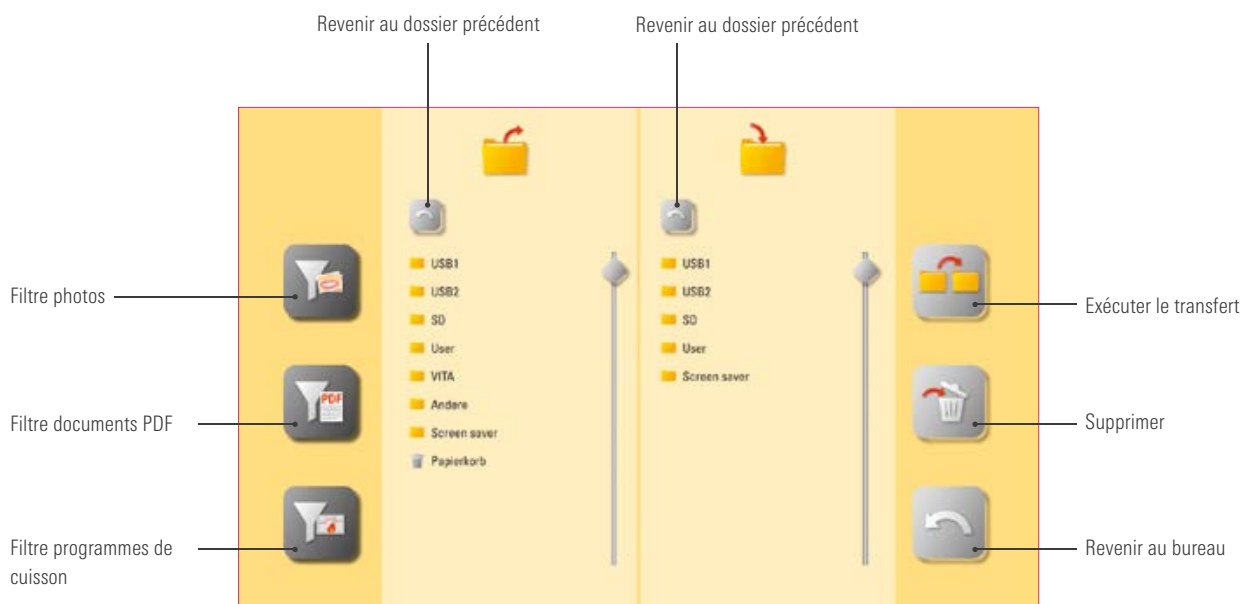 Revenir au dossier précédent
Revenir au dossier précédent
USB1
USB2
SD
User
VITA
Andere
Screen saver
Papierkorb
USB1
USB2
SD
User
Screen saver
Filtre photos
PDF
Filtre documents PDF
Filtre programmes de
cuisson
Exécuter le transfert
Supprimer
Revenir au bureau